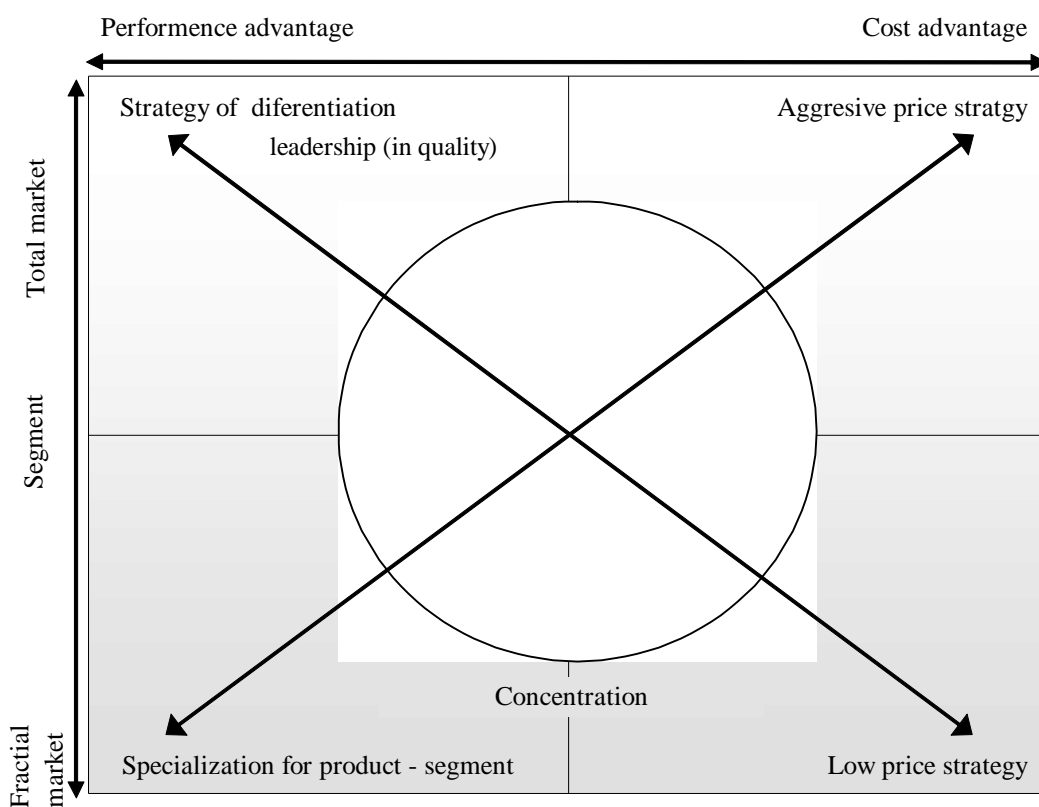 Performence advantage
Cost advantage
Strategy of diferentiation
leadership (in quality)
Aggresive price stratgy
Total market
Segment
Fractial
market
Concentration
Specialization for product - segment
Low price strategy